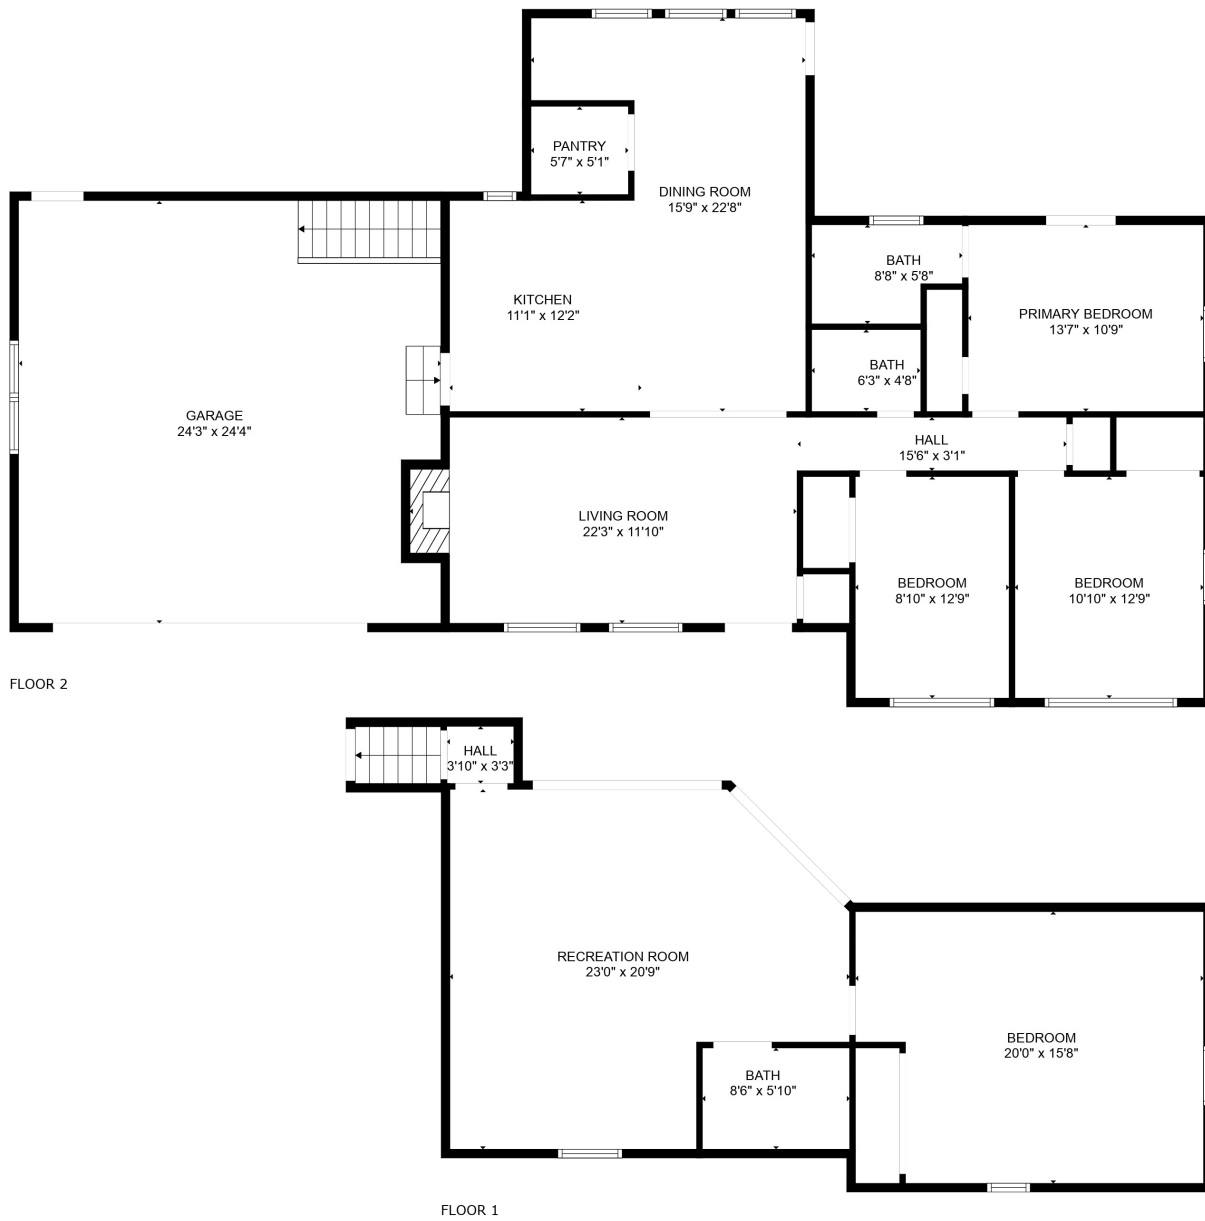 PANTRY
5'7" x 5'1"
DINING ROOM
15'9" x 22'8"
KITCHEN
11'1" x 12'2"
BATH
8'8" x 5'8"
PRIMARY BEDROOM
13'7" x 10'9"
BATH
6'3" x 4'8"
GARAGE
24'3" x 24'4"
HALL
15'6" x 3'1"
LIVING ROOM
22'3" x 11'10"
BEDROOM
8'10" x 12'9"
BEDROOM
10'10" x 12'9"
FLOOR 2
HALL
3'10" x 3'3"
RECREATION ROOM
23'0" x 20'9"
BEDROOM
20'0" x 15'8"
BATH
8'6" x 5'10"
FLOOR 1